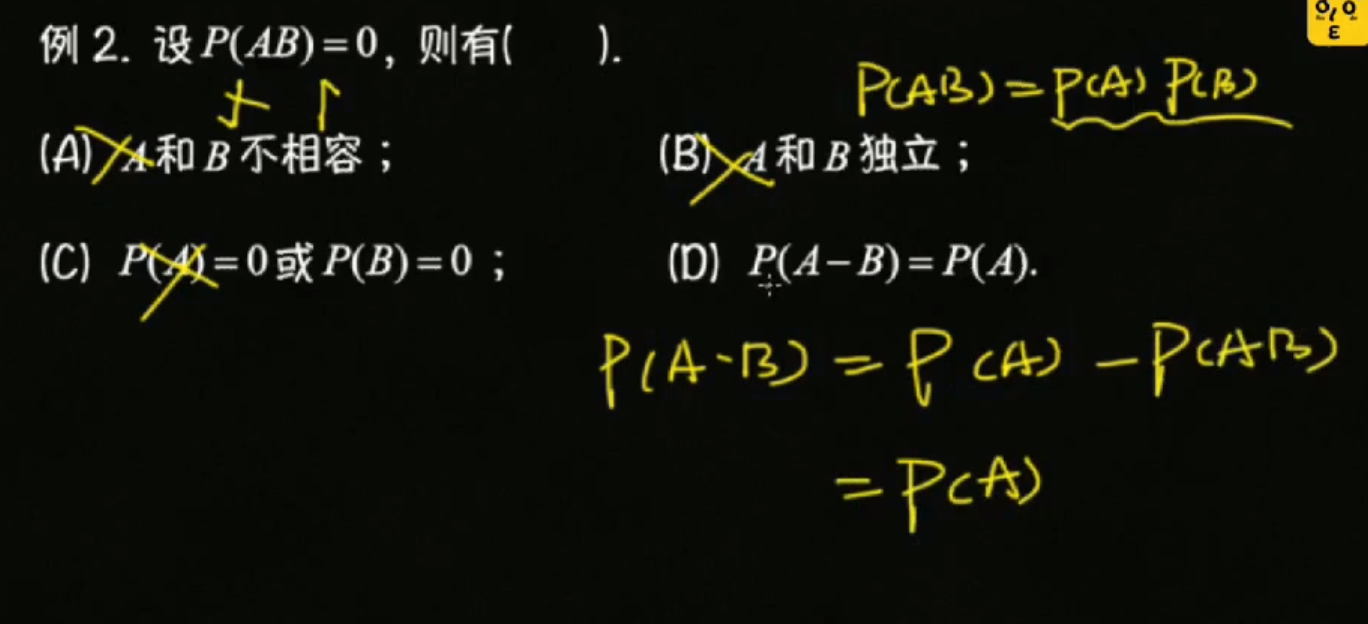 例 2. 设 P(AB)=0, 则有(    ).
P(AB)=P(A) P(B)
(A) A和 B 不相容；
(B) A 和 B 独立；
(C) P(A)=0或 P(B)=0；
(D) P(A−B)=P(A).
P(A-B) = P(A) - P(AB)
= P(A)